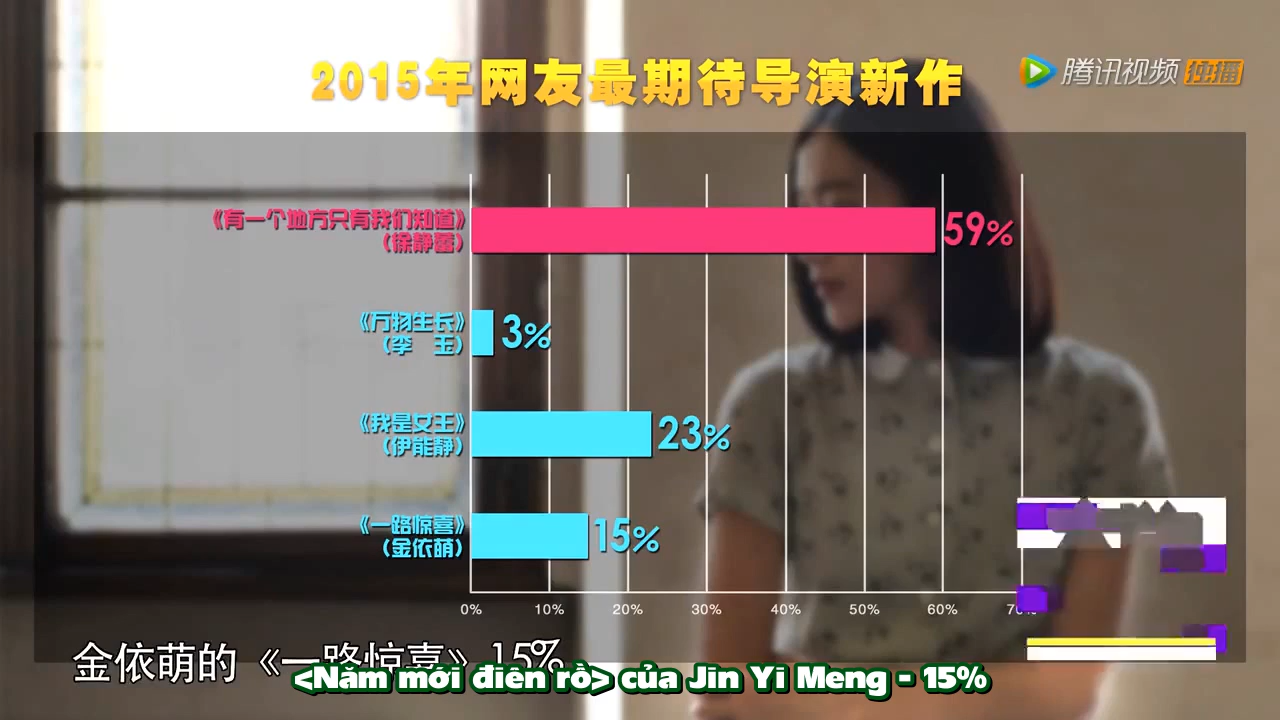 2015年网友最期待导演新作
腾讯视频 独播
《有一个地方只有我们知道》
(徐静蕾)
59%
《万物生长》
(李 玉)
3%
《我是女王》
(伊能静)
23%
《一路惊喜》
(金依萌)
15%
0% 10% 20% 30% 40% 50% 60% 70%
金依萌的《一路惊喜》15%
<Năm mới điên rồ> của Jin Yi Meng - 15%